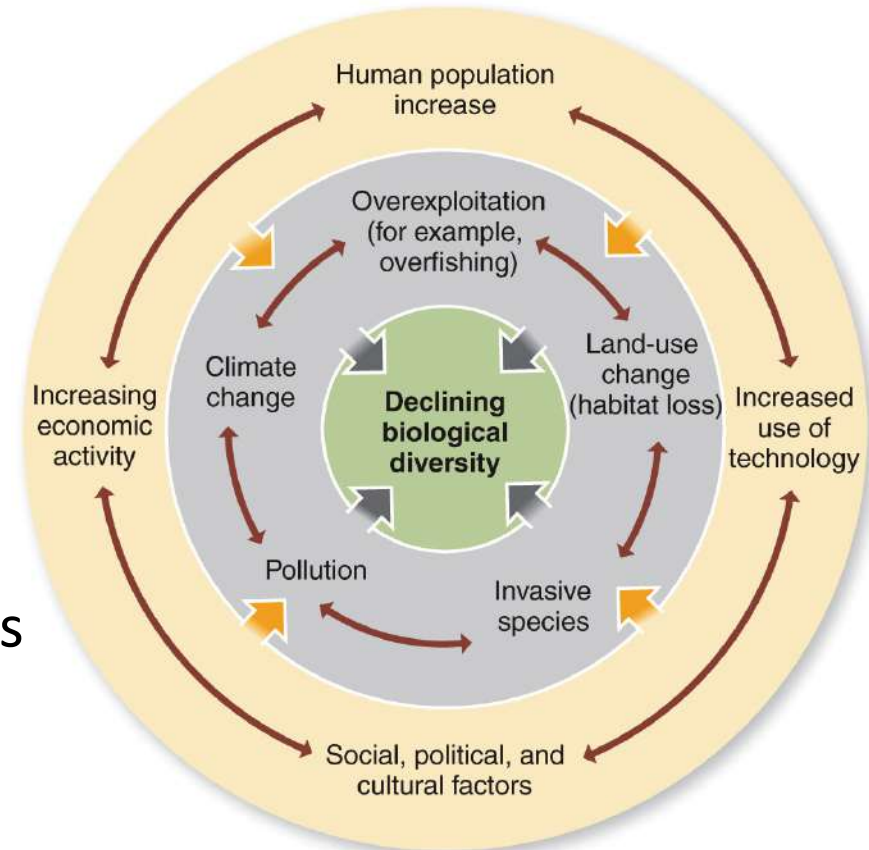 Human population
increase
Overexploitation
(for example,
overfishing)
Climate
change
Land-use
change
(habitat loss)
Increasing
economic
activity
Declining
biological
diversity
Increased
use of
technology
Pollution
Invasive
species
s
Social, political, and
cultural factors